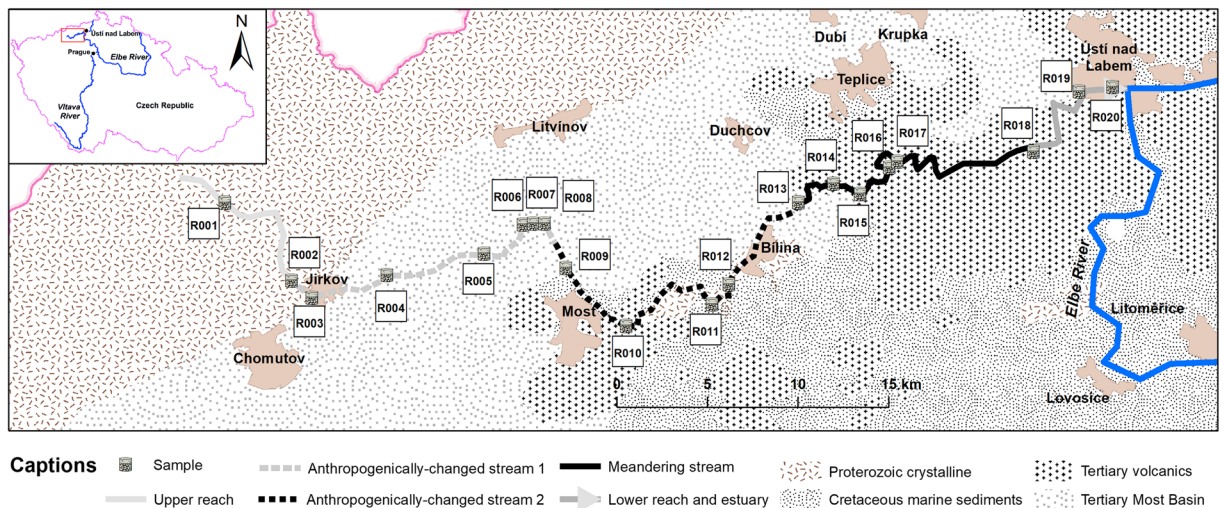 N
Ústí nad Labem
Prague
Elbe River
Vltava
River
Czech Republic
Dubí
Krupka
Ústí nad
Labem
Teplice
R019
R020
Litvínov
Duchcov
R016
R017
R018
R014
R013
R015
R001
R006
R007
R008
R002
Bílina
R012
R009
R005
Jirkov
R004
R003
Most
R011
R010
Elbe River
Litoměřice
Chomutov
0
5
10
15 km
Lovosice
Captions
Sample
Anthropogenically-changed stream 1
Meandering stream
Proterozoic crystalline
Tertiary volcanics
Upper reach
Anthropogenically-changed stream 2
Lower reach and estuary
Cretaceous marine sediments
Tertiary Most Basin